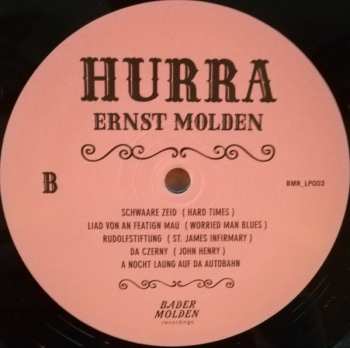 HURRA
ERNST MOLDEN
B
BMR_LP003
SCHWAARE ZEID ( HARD TIMES )
LIAD VON AN FEATIGN MAU ( WORRIED MAN BLUES )
RUDOLFSTIFTUNG ( ST. JAMES INFIRMARY )
DA CZERNY ( JOHN HENRY )
A NOCHT LAUNG AUF DA AUTOBAHN
BADER
MOLDEN
recordings